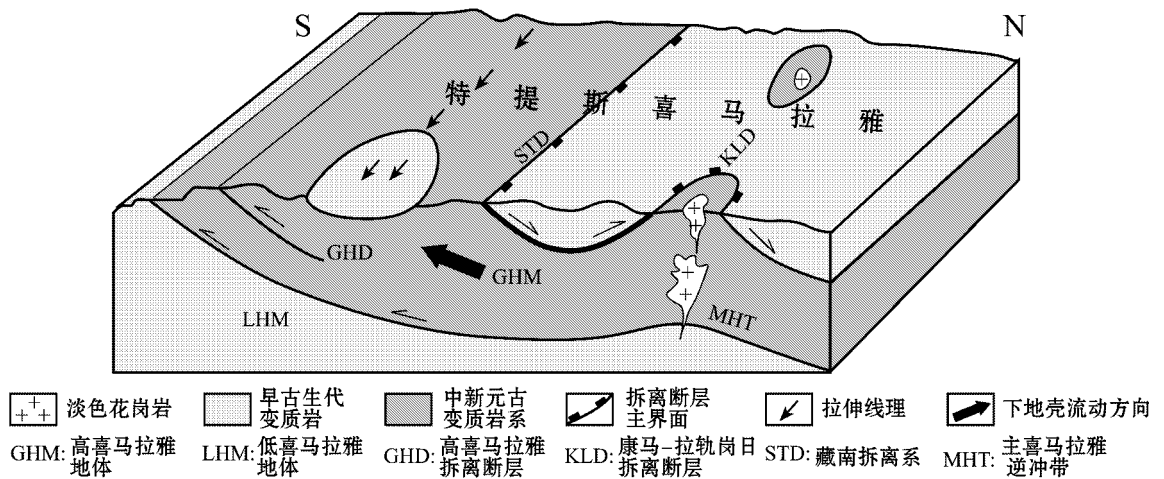 S
N
特提斯喜马拉雅
STD
KLD
GHD
GHM
LHM
MHT
淡色花岗岩
早古生代
变质岩
中新元古
变质岩系
拆离断层
主界面
拉伸线理
下地壳流动方向
GHM: 高喜马拉雅
地体
LHM: 低喜马拉雅
地体
GHD: 高喜马拉雅
拆离断层
KLD: 康马-拉轨岗日
拆离断层
STD: 藏南拆离系
MHT: 主喜马拉雅
逆冲带